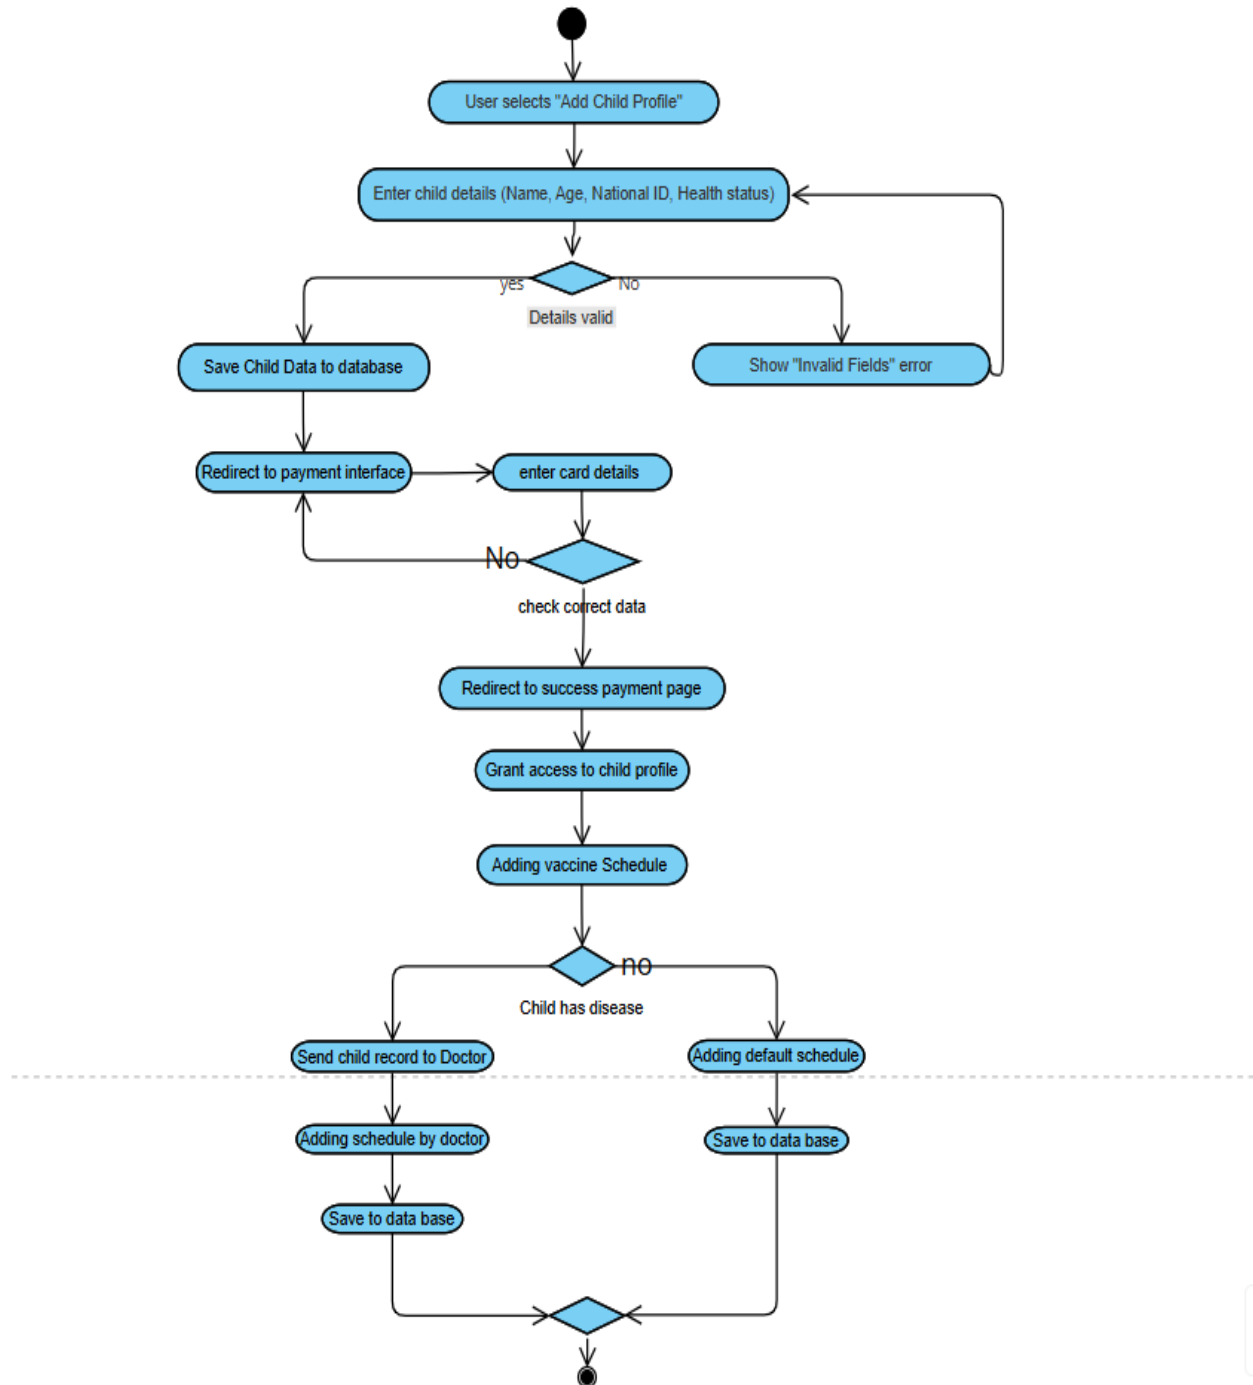 User selects "Add Child Profile"
Enter child details (Name, Age, National ID, Health status)
yes
No
Details valid
Save Child Data to database
Show "Invalid Fields" error
Redirect to payment interface
enter card details
No
check correct data
Redirect to success payment page
Grant access to child profile
Adding vaccine Schedule
no
Child has disease
Send child record to Doctor
Adding default schedule
Adding schedule by doctor
Save to data base
Save to data base